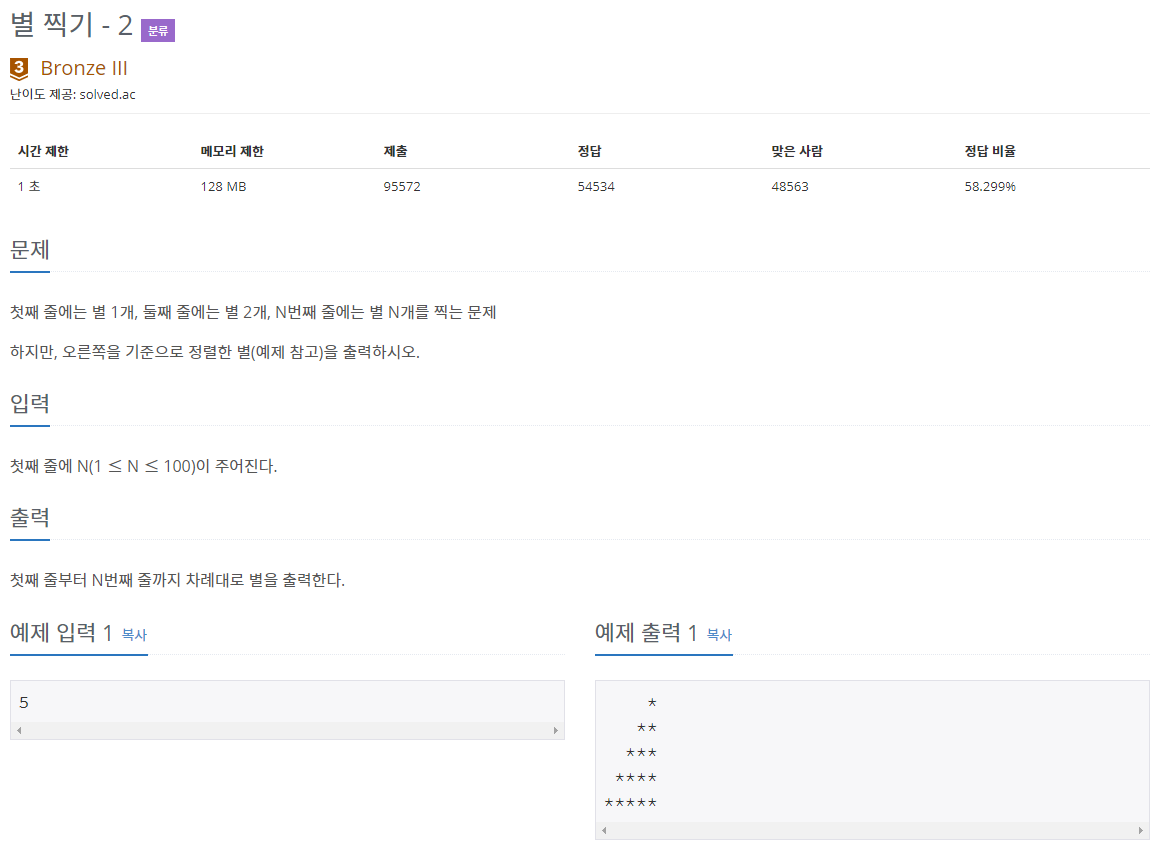 별 찍기 - 2 분류
3 Bronze III
난이도 제공: solved.ac
시간 제한 메모리 제한 제출 정답 맞은 사람 정답 비율
1 초 128 MB 95572 54534 48563 58.299%
문제
첫째 줄에는 별 1개, 둘째 줄에는 별 2개, N번째 줄에는 별 N개를 찍는 문제
하지만, 오른쪽을 기준으로 정렬한 별(예제 참고)을 출력하시오.
입력
첫째 줄에 N(1 ≤ N ≤ 100)이 주어진다.
출력
첫째 줄부터 N번째 줄까지 차례대로 별을 출력한다.
예제 입력 1 복사
5
예제 출력 1 복사
    *
   **
  ***
 ****
*****